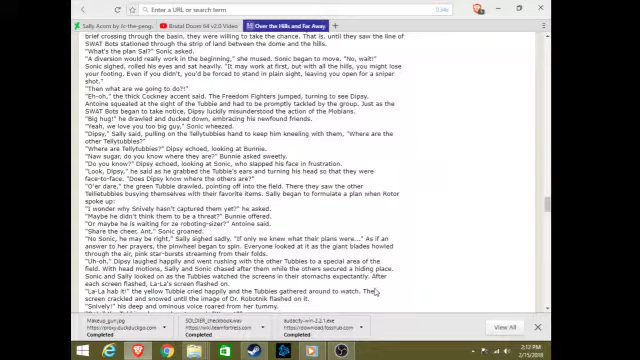 Enter a URL or search term
0.34s
Sally Acorn by Jr-the-peng
Brutal Doom 64 v2.0 Video
Over the Hills and Far Away
brief crossing through the basin, they were willing to take the chance. That is, until they saw the line of
SWAT Bots stationed through the strip of land between the dome and the hills.
"What's the plan Sal?" Sonic asked.
"A diversion would really work in the beginning," she mused. Sonic began to move. "No, wait!"
Sonic sighed, rolled his eyes and sat heavily. "It may work at first, but with all the hills, you might lose
your footing. Even if you didn't, you'd be forced to stand in plain sight, leaving you open for a sniper
shot."
"Then what are we going to do?!"
"Eh-oh," the thick Cockney accent said. The Freedom Fighters jumped, turning to see Dipsy.
Antoine squealed at the sight of the Tubbie and had to be promptly tackled by the group. Just as the
SWAT Bots began to take notice, Dipsy luckily misunderstood the action of the Mobians.
"Big hug!" he drawled and ducked down, embracing his newfound friends.
"Yeah, we love you too big guy," Sonic wheezed.
"Dipsy," Sally said, pulling on the Tellytubbies hand to keep him kneeling with them, "Where are the
other Tellytubbies?"
"Where are Tellytubbies?" Dipsy echoed, looking at Bunnie.
"Naw sugar, do you know where they are?" Bunnie asked sweetly.
"Do you know?" Dipsy echoed, looking at Sonic, who slapped his face in frustration.
"Look, Dipsy," he said as he grabbed the Tubbie's ears and turning his head so that they were
face-to-face. "Does Dipsy know where the others are?"
"O'er dare," the green Tubbie drawled, pointing off into the field. There they saw the other
Tellietubbies busying themselves with their favorite items. Sally began to formulate a plan when Rotor
spoke up:
"I wonder why Snively hasn't captured them yet?" he asked.
"Maybe he didn't think them to be a threat?" Bunnie offered.
"Or maybe he is waiting for ze roboting-sizer?" Antoine said.
"Share the cheer, Ant," Sonic groaned.
"No Sonic, he may be right," Sally sighed sadly. "If only we knew what their plans were..." As if an
answer to her prayers, the pinwheel began to spin. Everyone looked at it as the giant blades howled
through the air, pink star-bursts streaming from their folds.
"Uh-oh," Dipsy laughed happily and went rushing with the other Tubbies to a special area of the
field. With head motions, Sally and Sonic chased after them while the others secured a hiding place.
Sonic and Sally looked on as the Tubbies watched the screens in their stomachs expectantly. After
each screen flashed, La-La's screen flashed on.
"La-La hab it!" the yellow Tubbie cried happily and the Tubbies gathered around to watch. The
screen crackled and snowed until the image of Dr. Robotnik flashed on it.
"Snively!" his deep and ominous voice roared from her tummy.
Makeup_gun.jpg
https://proxy.duckduckgo.com
Completed
SOLDIER_checkbook.wav
https://wiki.teamfortress.com
Completed
audacity-win-2.2.1.exe
https://download.fosshub.com
Completed
View All
2:12 PM
2/15/2018